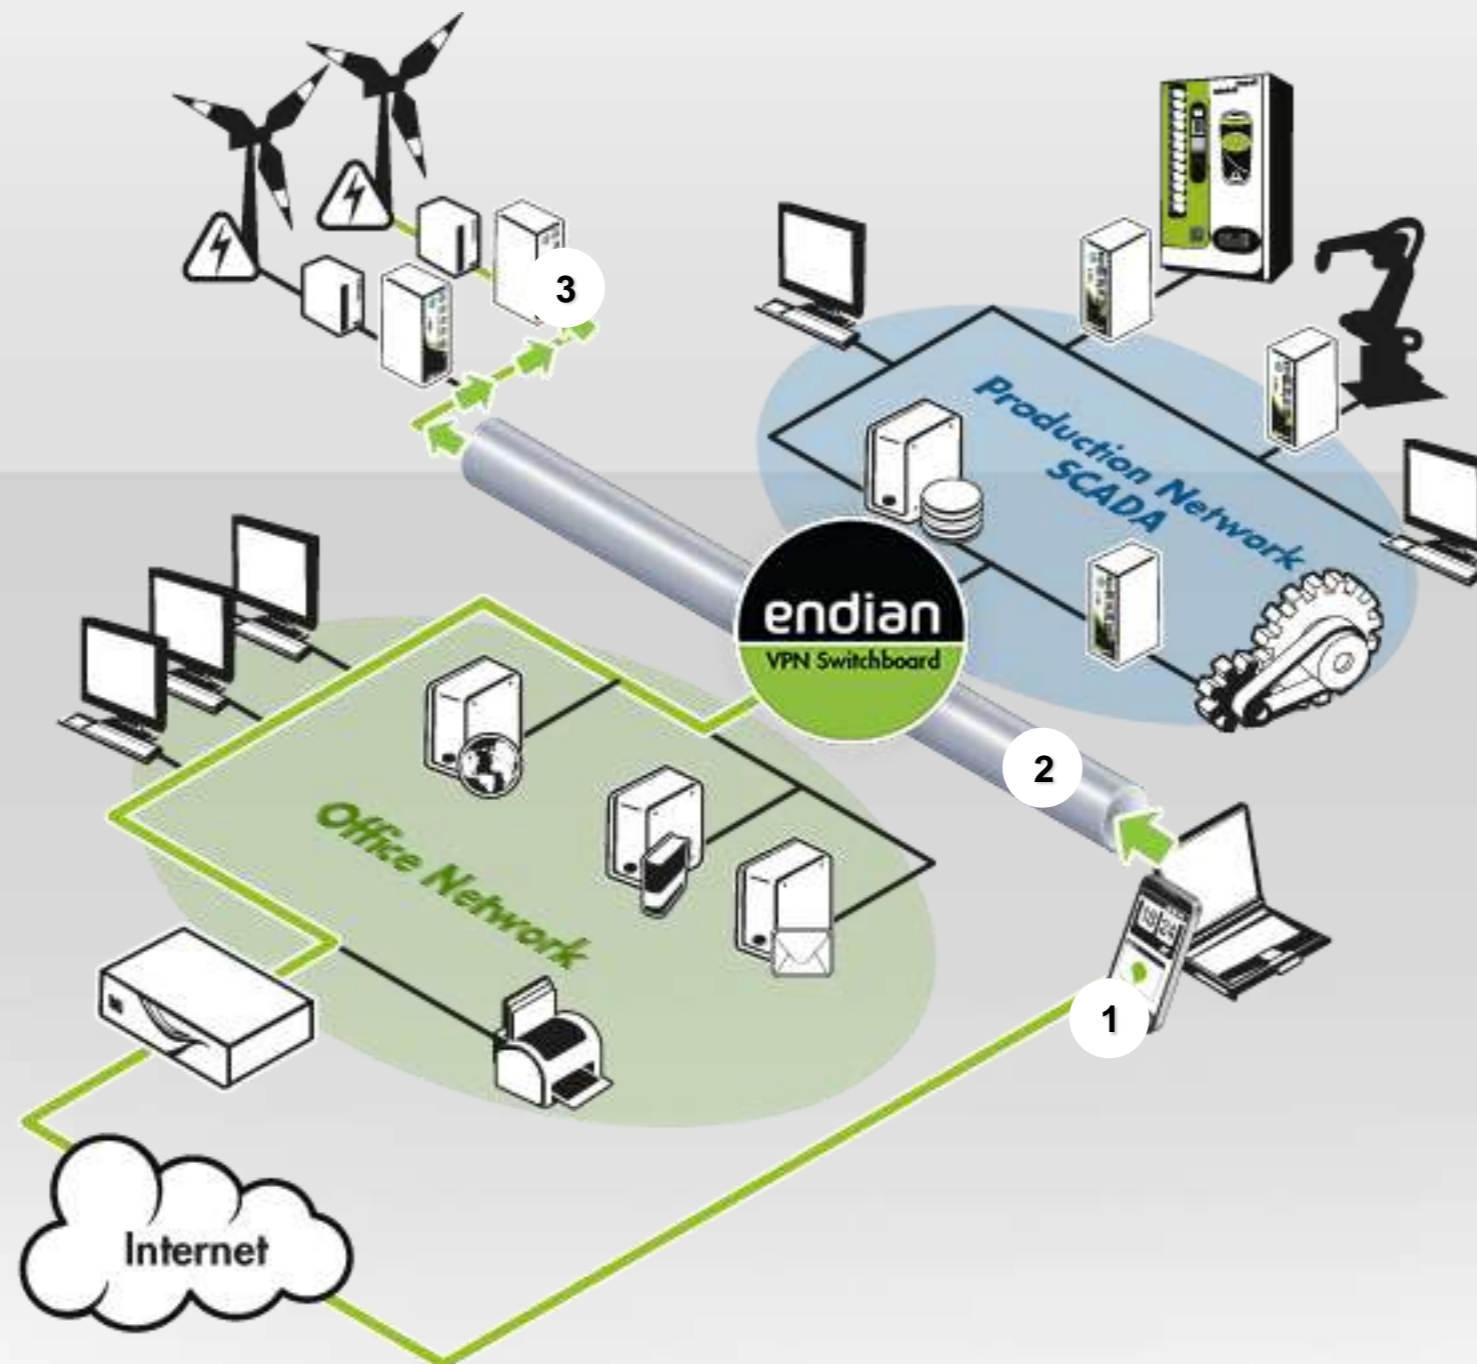 3
Production Network
SCADA
endian
VPN Switchboard
2
Office Network
1
Internet